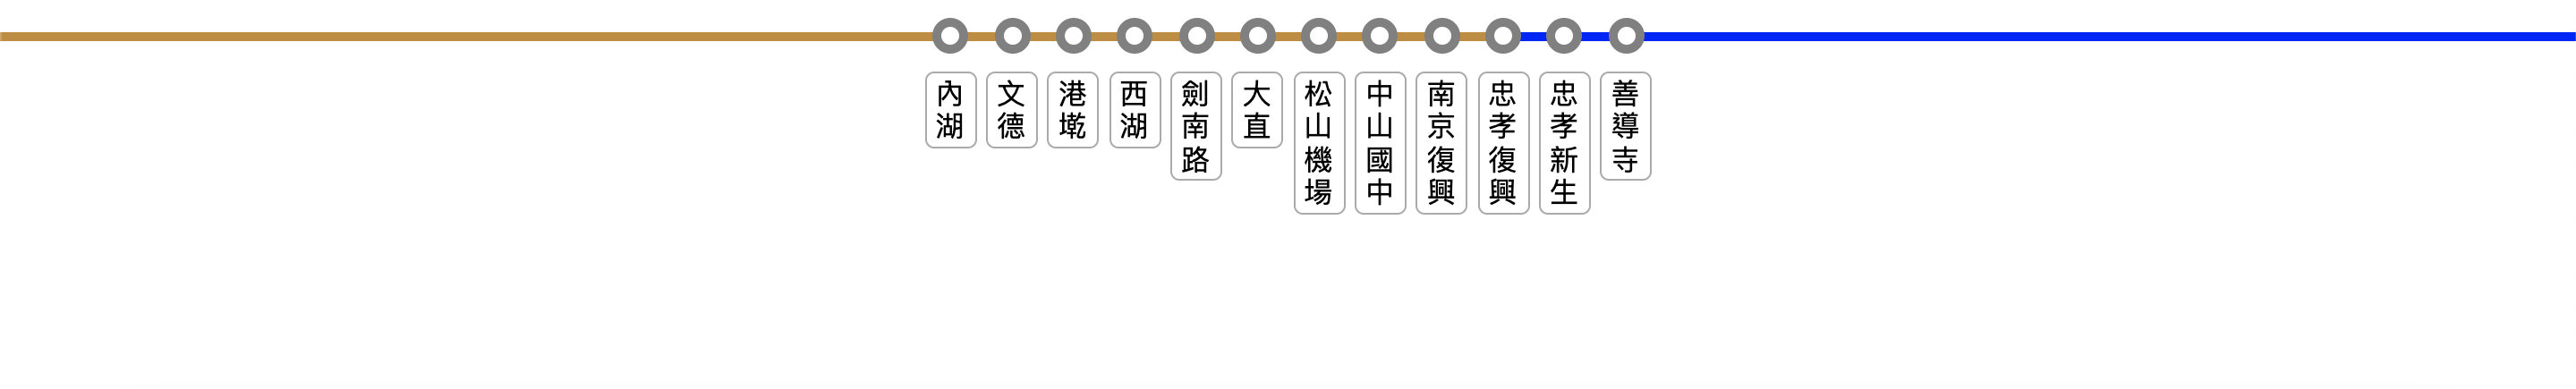 內湖
文德
港墘
西湖
劍南路
大直
松山機場
中山國中
南京復興
忠孝復興
忠孝新生
善導寺